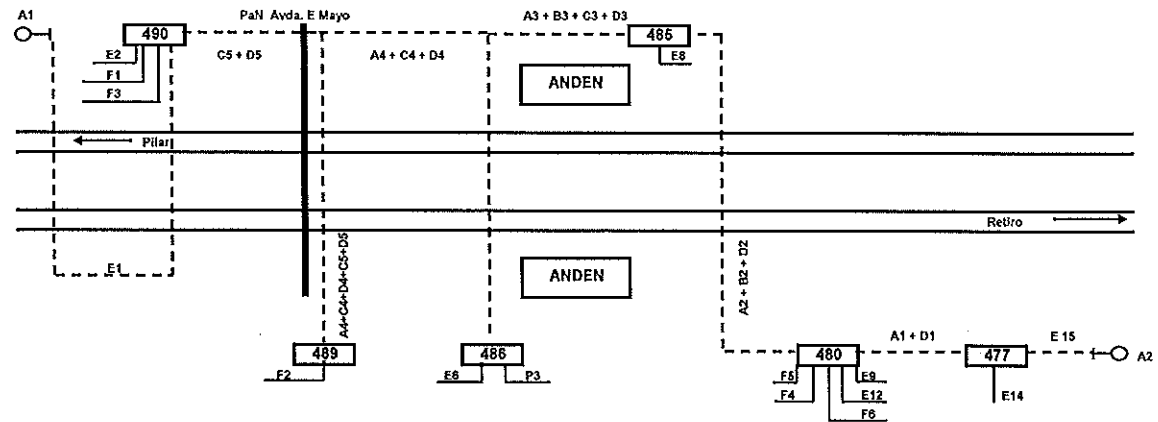 A1
490
PaN Avda. E Mayo
A3 + B3 + C3 + D3
485
E2
F1
F3
C5 + D5
A4 + C4 + D4
E8
ANDEN
Pilar
Retiro
E1
A4+C4+D4+C5+D5
ANDEN
A2 + B2 + D2
489
F2
486
E6
P3
480
A1 + D1
477
E 15
A2
F5
F4
E9
E12
F6
E14